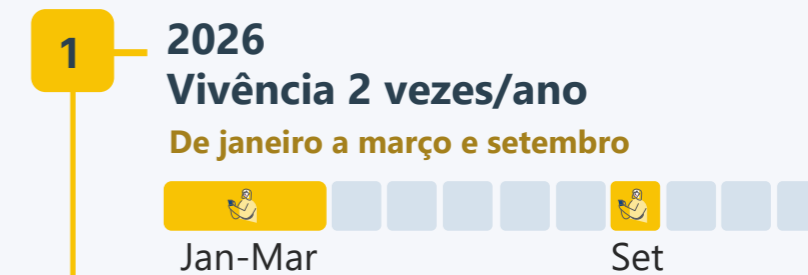 1
2026
Vivência 2 vezes/ano
De janeiro a março e setembro
Jan-Mar
Set